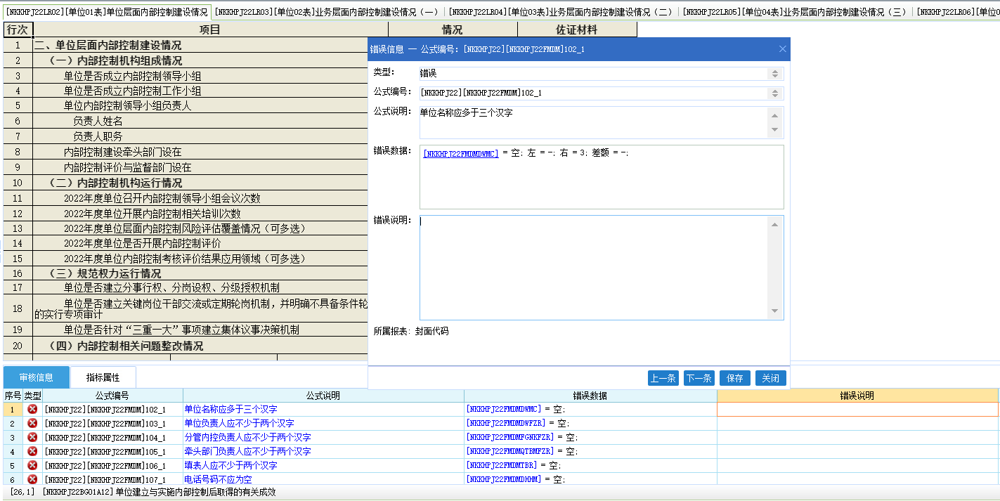 [NKKHPJ22LR02][单位01表]单位层面内部控制建设情况 [NKKHPJ22LR03][单位02表]业务层面内部控制建设情况（一） [NKKHPJ22LR04][单位03表]业务层面内部控制建设情况（二） [NKKHPJ22LR05][单位04表]业务层面内部控制建设情况（三） [NKKHPJ22LR06][单位0
行次 项目 情况 佐证材料
1 二、单位层面内部控制建设情况
2 （一）内部控制机构组成情况
3 单位是否成立内部控制领导小组
4 单位是否成立内部控制工作小组
5 单位内部控制领导小组负责人
6 负责人姓名
7 负责人职务
8 内部控制建设牵头部门设在
9 内部控制评价与监督部门设在
10 （二）内部控制机构运行情况
11 2022年度单位召开内部控制领导小组会议次数
12 2022年度单位开展内部控制相关培训次数
13 2022年度单位层面内部控制风险评估覆盖情况（可多选）
14 2022年度单位是否开展内部控制评价
15 2022年度单位内部控制考核评价结果应用领域（可多选）
16 （三）规范权力运行情况
17 单位是否建立分事行权、分岗设权、分级授权机制
18 单位是否建立关键岗位干部交流或定期轮岗机制，并明确不具备条件轮
的实行专项审计
19 单位是否针对“三重一大”事项建立集体议事决策机制
20 （四）内部控制相关问题整改情况
错误信息 — 公式编号：[NKKHPJ22][NKKHPJ22FMDM]102_1
类型： 错误
公式编号： [NKKHPJ22][NKKHPJ22FMDM]102_1
公式说明： 单位名称应多于三个汉字
错误数据： [NKKHPJ22FMDMDWMC] = 空; 左 = -; 右 = 3; 差额 = -;
错误说明：
所属报表： 封面代码
上一条 下一条 保存 关闭
审核信息 指标属性
序号 类型 公式编号 公式说明 错误数据 错误说明
1 [NKKHPJ22][NKKHPJ22FMDM]102_1 单位名称应多于三个汉字 [NKKHPJ22FMDMDWMC] = 空;
2 [NKKHPJ22][NKKHPJ22FMDM]103_1 单位负责人应不少于两个汉字 [NKKHPJ22FMDMDWFZR] = 空;
3 [NKKHPJ22][NKKHPJ22FMDM]104_1 分管内控负责人应不少于两个汉字 [NKKHPJ22FMDMFGNKFZR] = 空;
4 [NKKHPJ22][NKKHPJ22FMDM]105_1 牵头部门负责人应不少于两个汉字 [NKKHPJ22FMDMQTBMFZR] = 空;
5 [NKKHPJ22][NKKHPJ22FMDM]106_1 填表人应不少于两个汉字 [NKKHPJ22FMDMTBR] = 空;
6 [NKKHPJ22][NKKHPJ22FMDM]107_1 电话号码不应为空 [NKKHPJ22FMDMDHHM] = 空;
[26,1] [NKKHPJ22BG01A12]单位建立与实施内部控制后取得的有关成效